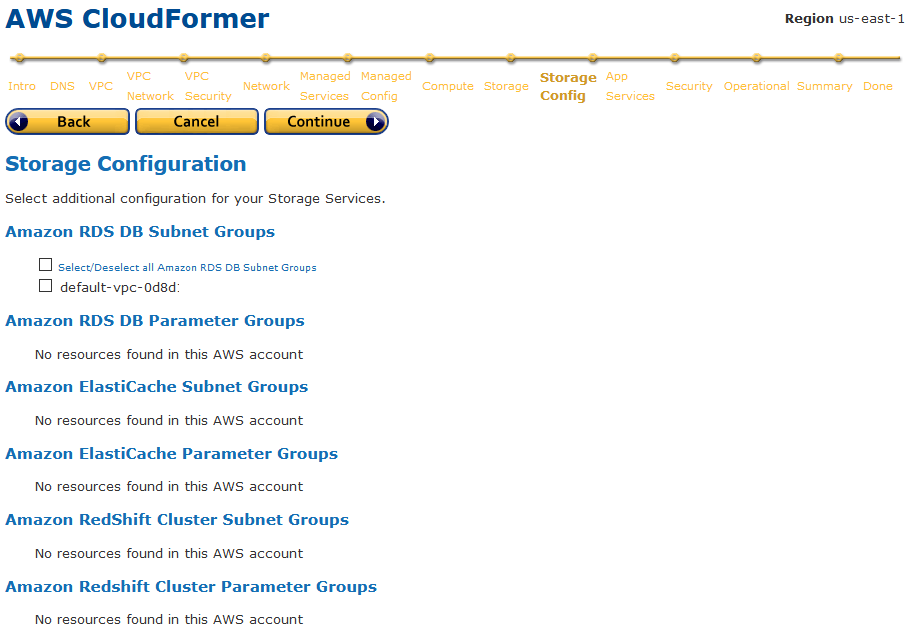 AWS CloudFormer
Region us-east-1
Intro
DNS
VPC
VPC
Network
VPC
Security
Network
Managed
Services
Managed
Config
Compute
Storage
Storage
Config
App
Services
Security
Operational
Summary
Done
Back
Cancel
Continue
Storage Configuration
Select additional configuration for your Storage Services.
Amazon RDS DB Subnet Groups
Select/Deselect all Amazon RDS DB Subnet Groups
default-vpc-0d8d:
Amazon RDS DB Parameter Groups
No resources found in this AWS account
Amazon ElastiCache Subnet Groups
No resources found in this AWS account
Amazon ElastiCache Parameter Groups
No resources found in this AWS account
Amazon RedShift Cluster Subnet Groups
No resources found in this AWS account
Amazon Redshift Cluster Parameter Groups
No resources found in this AWS account